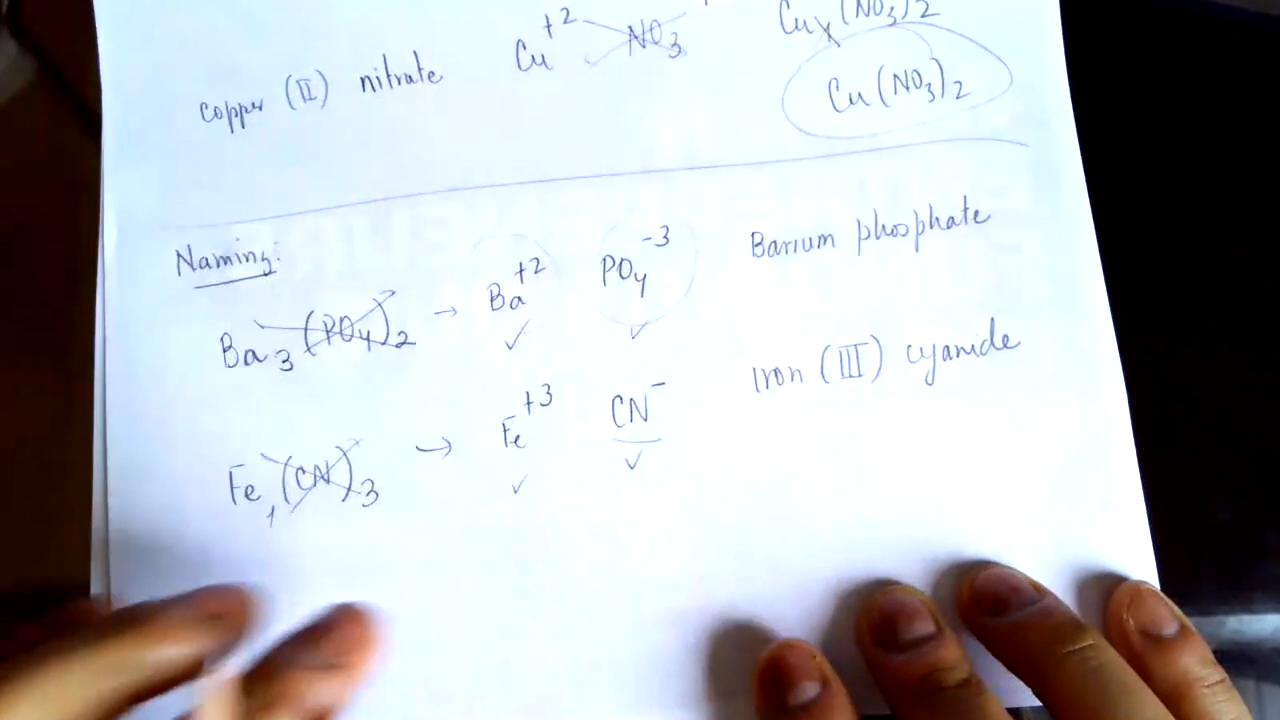 Cux(NO3)2
copper (II) nitrate Cu+2 NO3 Cu(NO3)2
Naming:
Ba3(PO4)2 → Ba+2 PO4-3 Barium phosphate
Fe1(CN)3 → Fe+3 CN- Iron (III) cyanide